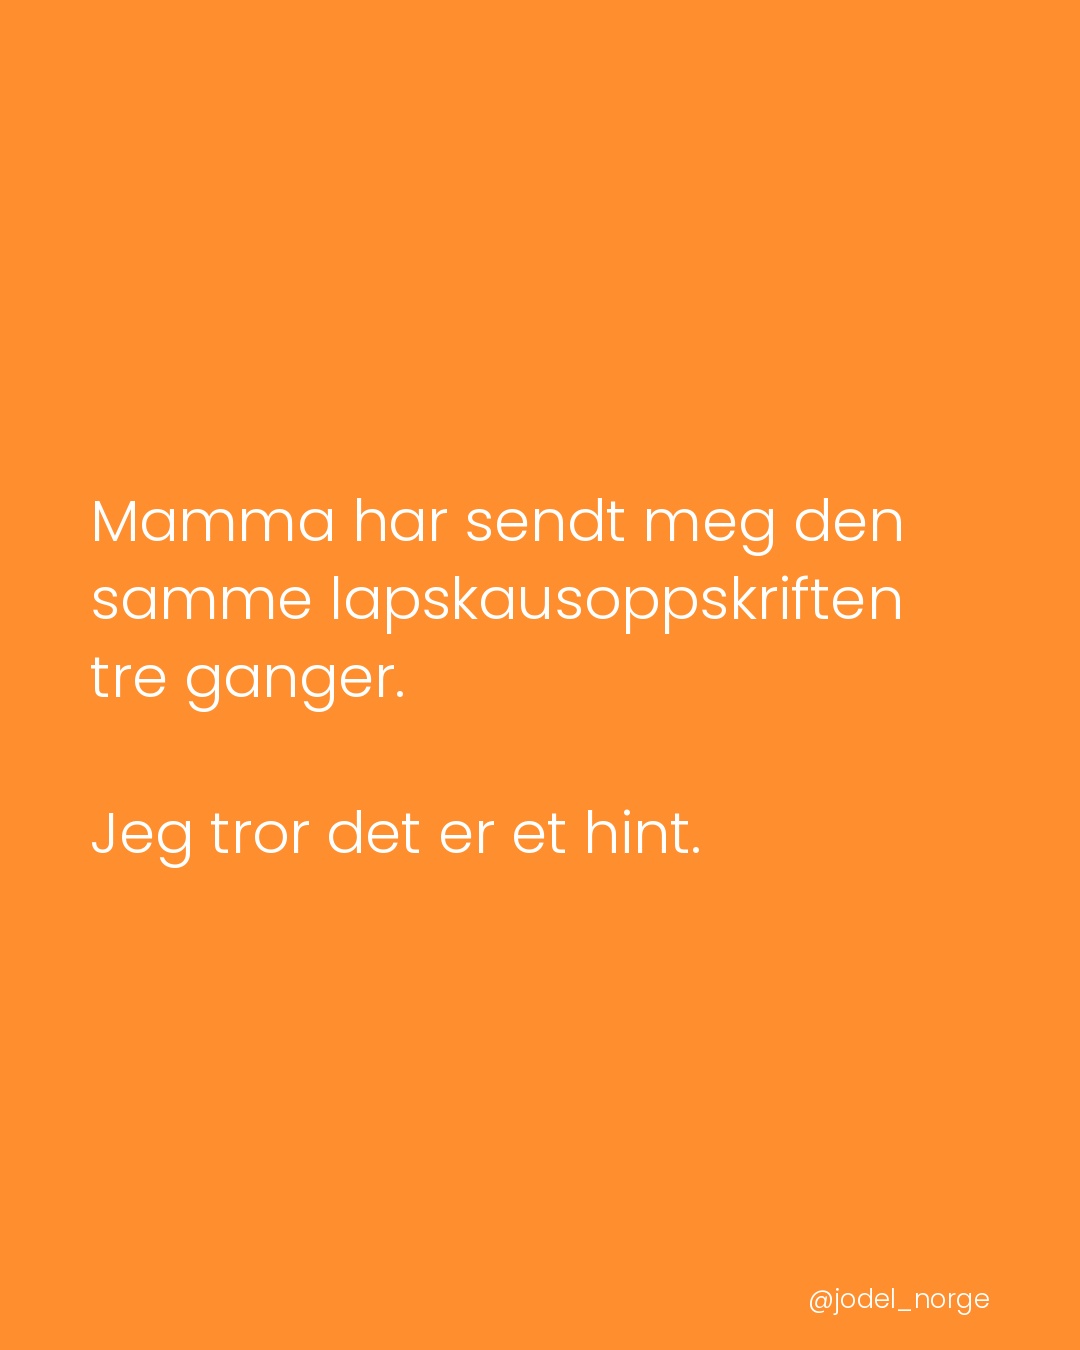 Mamma har sendt meg den
samme lapskausoppskriften
tre ganger.
Jeg tror det er et hint.
@jodel_norge